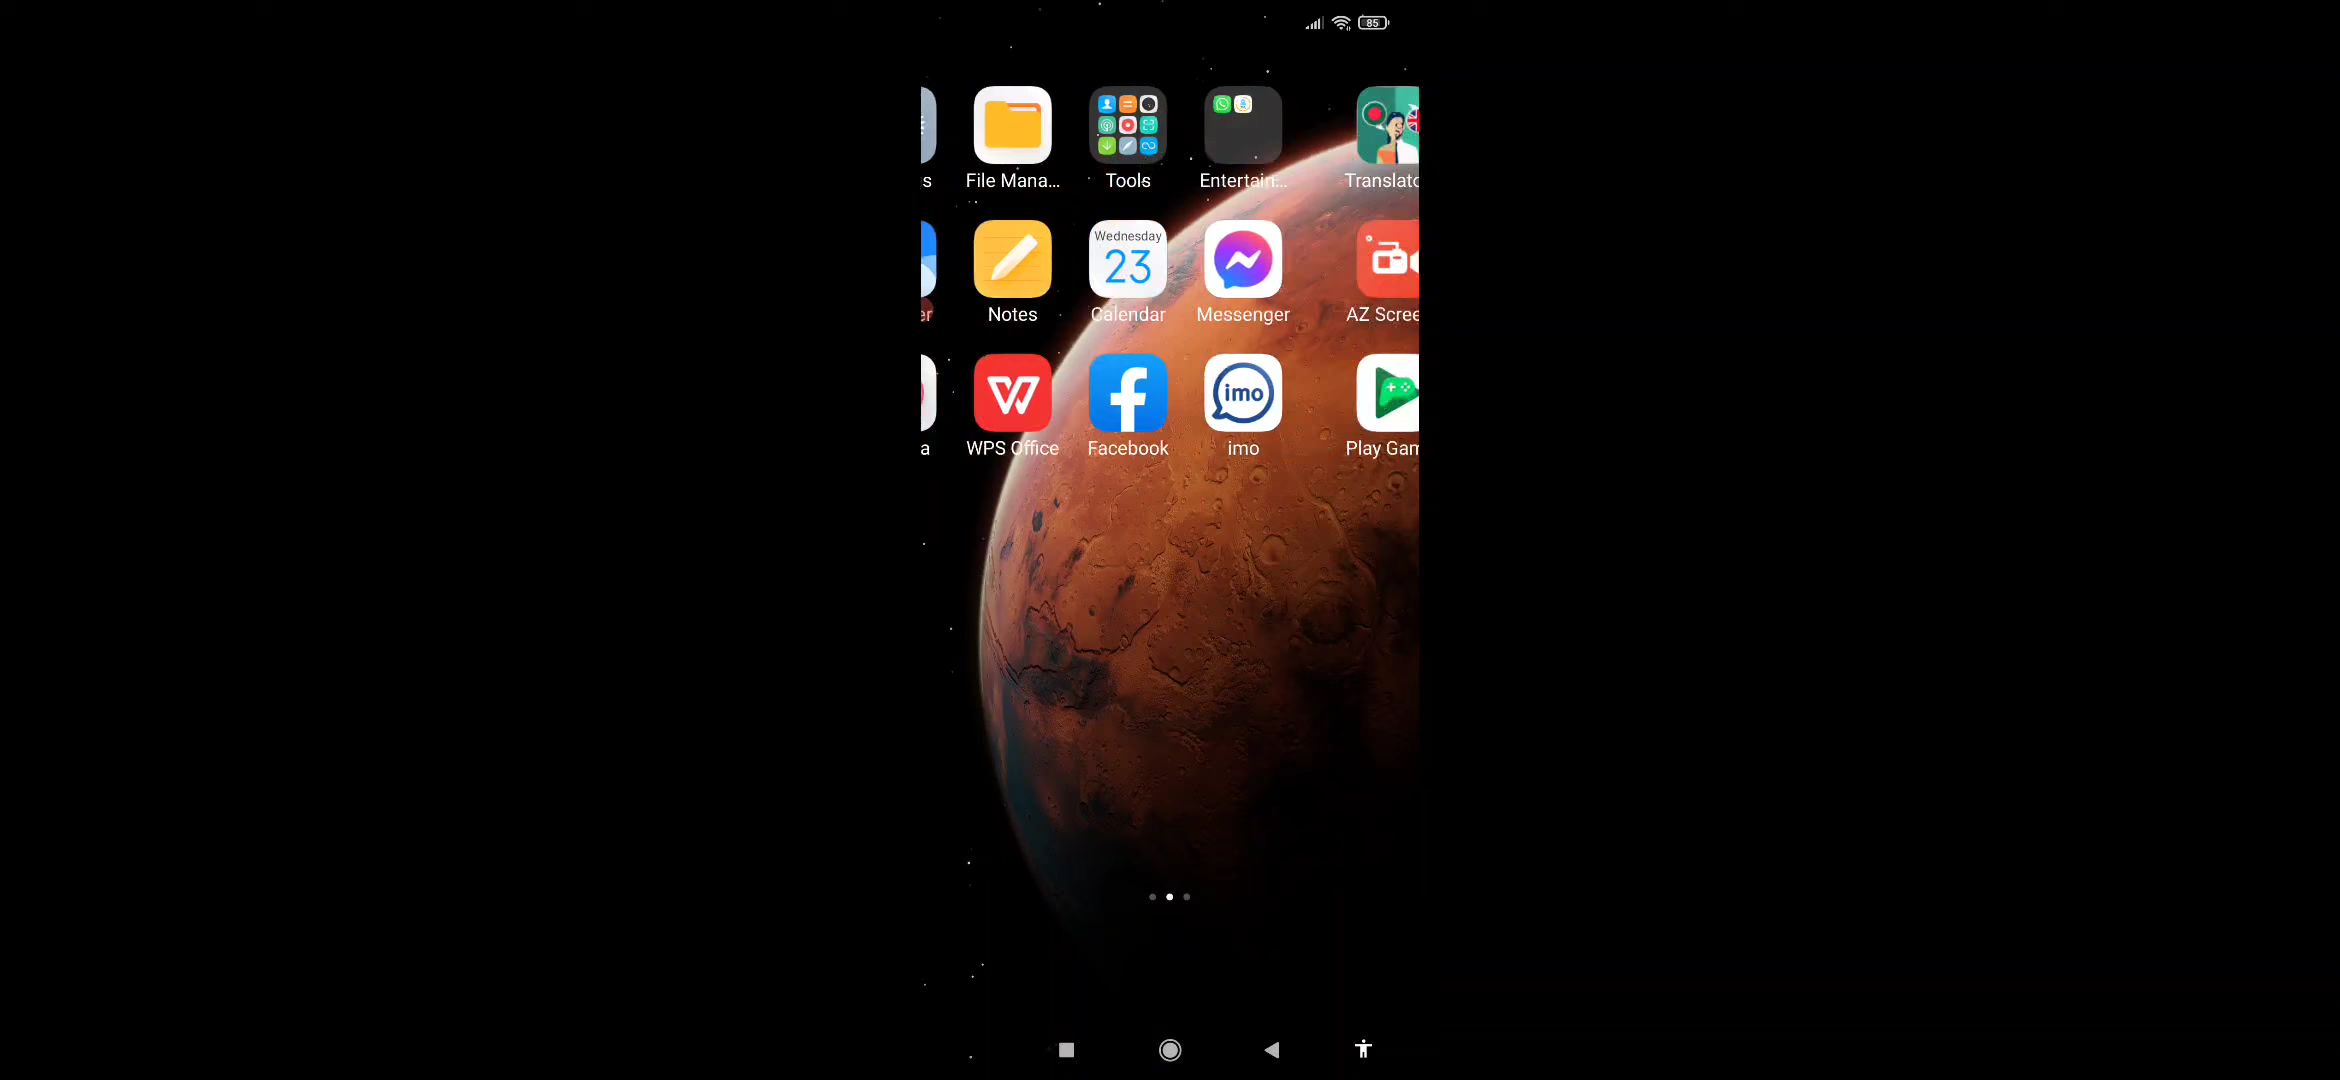 85
s File Mana... Tools Entertain... Translato
Wednesday
23
er Notes Calendar Messenger AZ Scree
imo
a WPS Office Facebook imo Play Gam